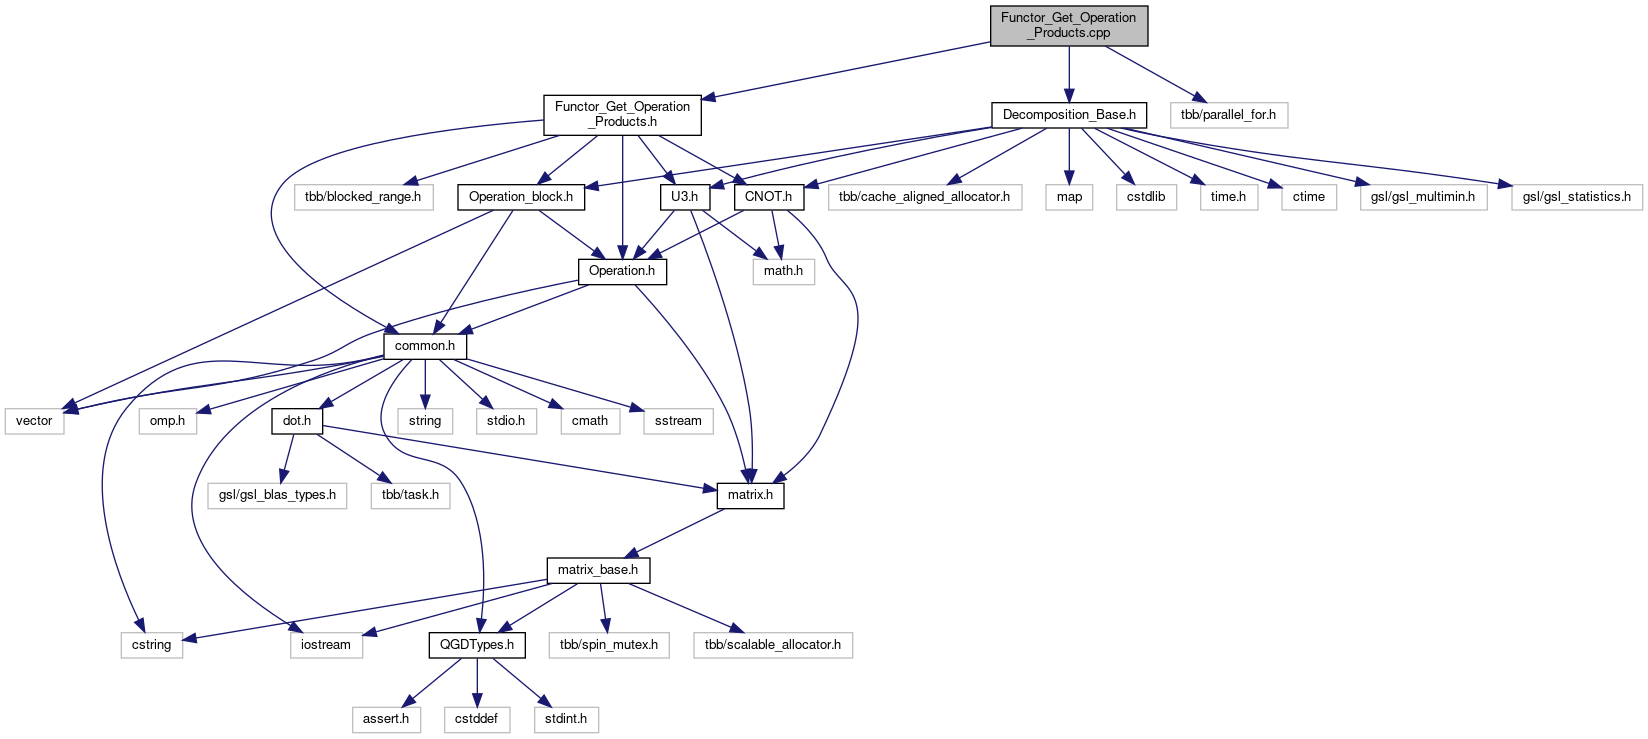 Functor_Get_Operation
_Products.cpp
Functor_Get_Operation
_Products.h
Decomposition_Base.h
tbb/parallel_for.h
tbb/blocked_range.h
Operation_block.h
U3.h
CNOT.h
tbb/cache_aligned_allocator.h
map
cstdlib
time.h
ctime
gsl/gsl_multimin.h
gsl/gsl_statistics.h
Operation.h
math.h
common.h
vector
omp.h
dot.h
string
stdio.h
cmath
sstream
gsl/gsl_blas_types.h
tbb/task.h
matrix.h
matrix_base.h
cstring
iostream
QGDTypes.h
tbb/spin_mutex.h
tbb/scalable_allocator.h
assert.h
cstddef
stdint.h